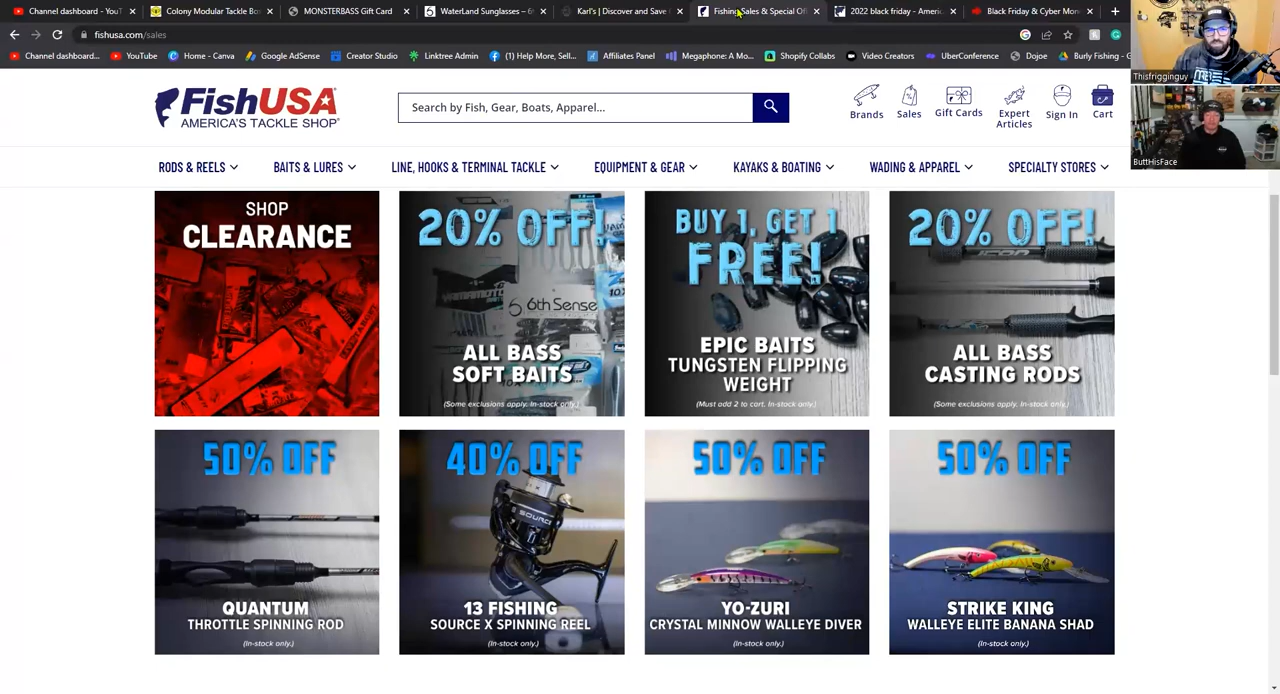 Channel dashboard - YouT
Colony Modular Tackle Box
MONSTERBASS Gift Card
WaterLand Sunglasses – 6
Karl's | Discover and Save
Fishing Sales & Special Of
2022 black friday - Americ
Black Friday & Cyber Mon
fishusa.com/sales
Channel dashboard...
YouTube
Home - Canva
Google AdSense
Creator Studio
Linktree Admin
(1) Help More, Sell...
Affiliates Panel
Megaphone: A Mo...
Shopify Collabs
Video Creators
UberConference
Dojoe
Burly Fishing - G
Thisfrigginguy
ButtHisFace
FishUSA
AMERICA'S TACKLE SHOP
Search by Fish, Gear, Boats, Apparel...
Brands
Sales
Gift Cards
Expert
Articles
Sign In
Cart
RODS & REELS
BAITS & LURES
LINE, HOOKS & TERMINAL TACKLE
EQUIPMENT & GEAR
KAYAKS & BOATING
WADING & APPAREL
SPECIALTY STORES
SHOP
CLEARANCE
20% OFF!
6th Sense
ALL BASS
SOFT BAITS
(Some exclusions apply. In-stock only.)
BUY 1, GET 1
FREE!
EPIC BAITS
TUNGSTEN FLIPPING
WEIGHT
(Must add 2 to cart. In-stock only.)
20% OFF!
ICON
ALL BASS
CASTING RODS
(Some exclusions apply. In-stock only.)
50% OFF
QUANTUM
THROTTLE SPINNING ROD
(In-stock only.)
40% OFF
SOURCE
13 FISHING
SOURCE X SPINNING REEL
(In-stock only.)
50% OFF
YO-ZURI
CRYSTAL MINNOW WALLEYE DIVER
(In-stock only.)
50% OFF
STRIKE KING
WALLEYE ELITE BANANA SHAD
(In-stock only.)